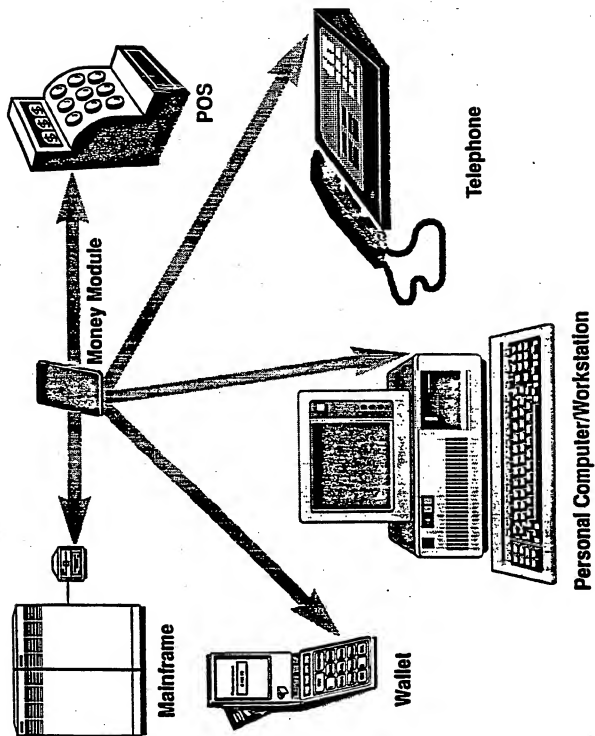 Money Module
POS
Mainframe
Telephone
Wallet
Personal Computer/Workstation